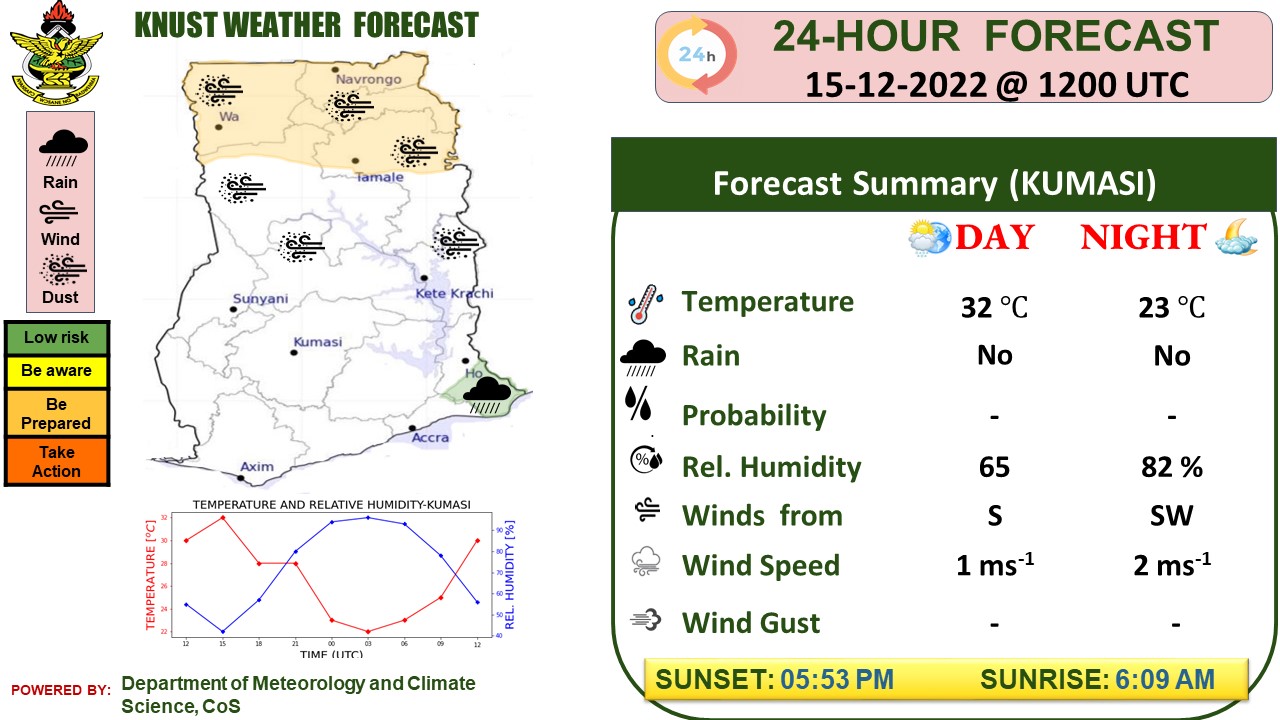 KNUST WEATHER FORECAST
24h
24-HOUR FORECAST
15-12-2022 @ 1200 UTC
Rain
Wind
Dust
Low risk
Be aware
Be
Prepared
Take
Action
Navrongo
Wa
Tamale
Kete Krachi
Sunyani
Kumasi
Ho
Accra
Axim
TEMPERATURE AND RELATIVE HUMIDITY-KUMASI
TEMPERATURE [°C]
32
30
28
26
24
22
REL. HUMIDITY [%]
90
80
70
60
50
40
12 15 18 21 00 03 06 09 12
TIME (UTC)
POWERED BY: Department of Meteorology and Climate
Science, CoS
Forecast Summary (KUMASI)
DAY NIGHT
Temperature 32 °C 23 °C
Rain No No
Probability - -
% Rel. Humidity 65 82 %
Winds from S SW
Wind Speed 1 ms-1 2 ms-1
Wind Gust - -
SUNSET: 05:53 PM SUNRISE: 6:09 AM